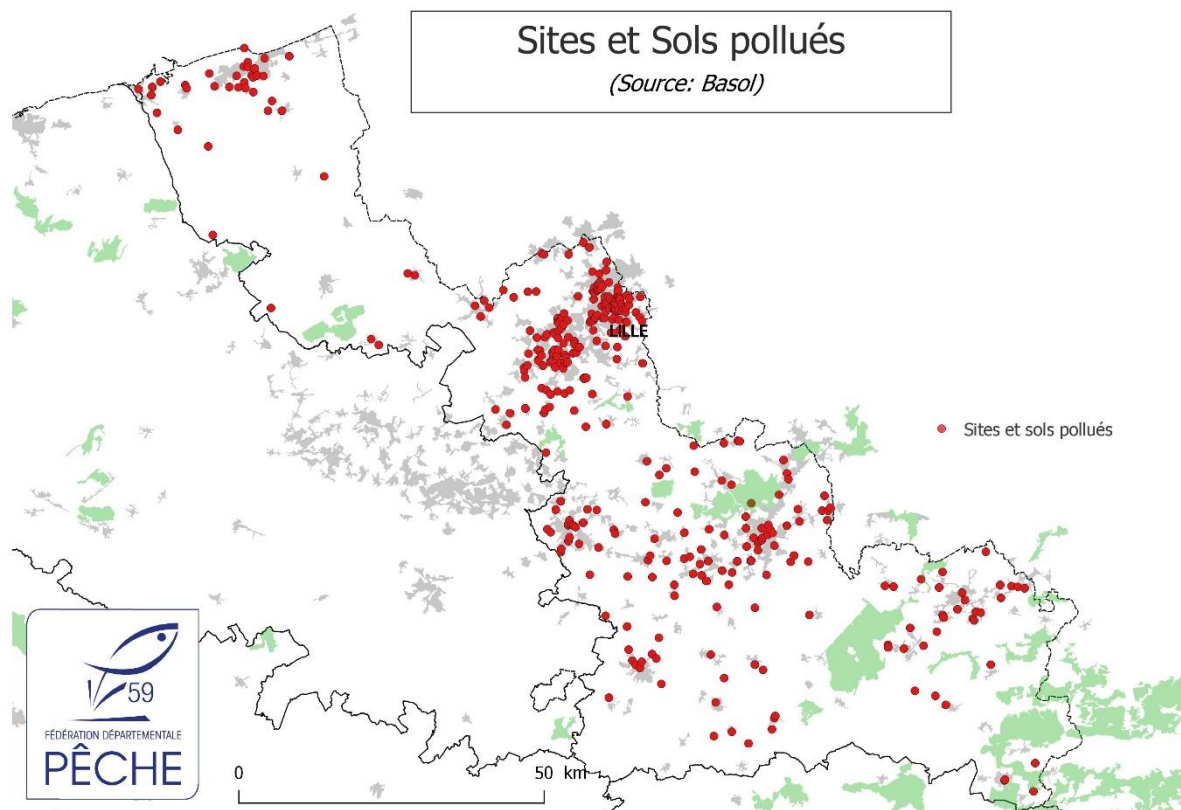 Sites et Sols pollués
(Source: Basol)
LILLE
Sites et sols pollués
59
FÉDÉRATION DÉPARTEMENTALE
PÊCHE
0 50 km